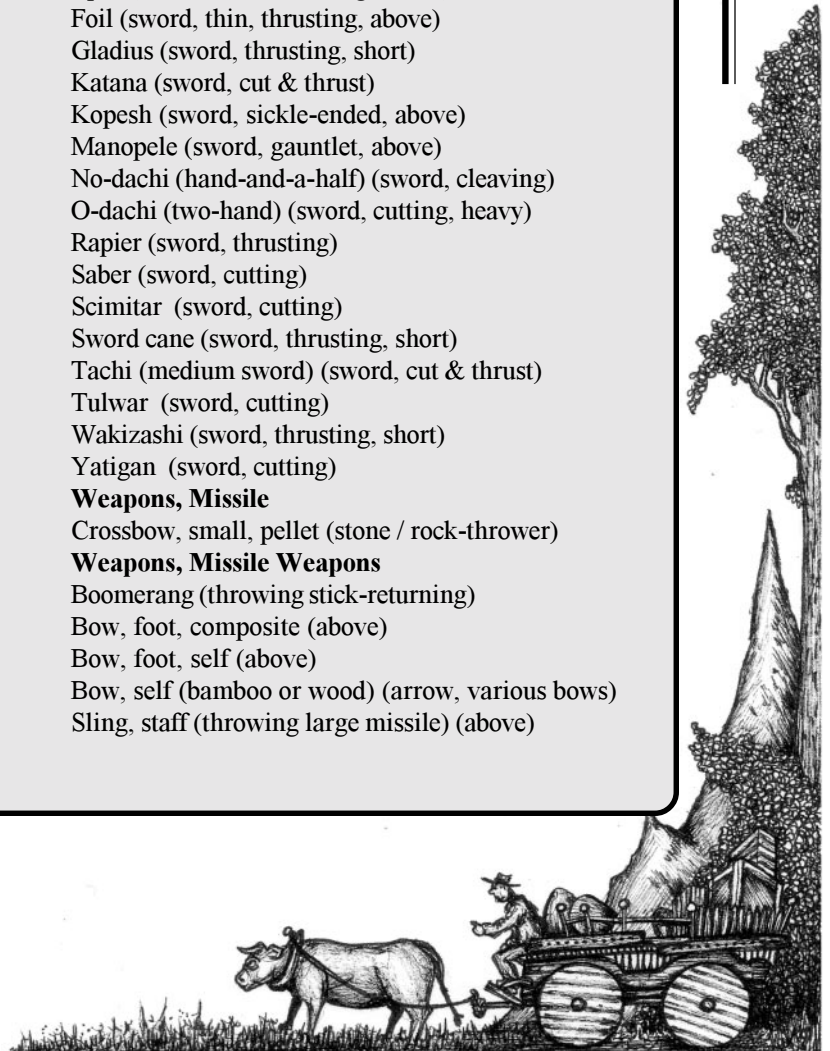 Foil (sword, thin, thrusting, above)
Gladius (sword, thrusting, short)
Katana (sword, cut & thrust)
Kopesh (sword, sickle-ended, above)
Manopele (sword, gauntlet, above)
No-dachi (hand-and-a-half) (sword, cleaving)
O-dachi (two-hand) (sword, cutting, heavy)
Rapier (sword, thrusting)
Saber (sword, cutting)
Scimitar (sword, cutting)
Sword cane (sword, thrusting, short)
Tachi (medium sword) (sword, cut & thrust)
Tulwar (sword, cutting)
Wakizashi (sword, thrusting, short)
Yatigan (sword, cutting)
Weapons, Missile
Crossbow, small, pellet (stone / rock-thrower)
Weapons, Missile Weapons
Boomerang (throwing stick-returning)
Bow, foot, composite (above)
Bow, foot, self (above)
Bow, self (bamboo or wood) (arrow, various bows)
Sling, staff (throwing large missile) (above)